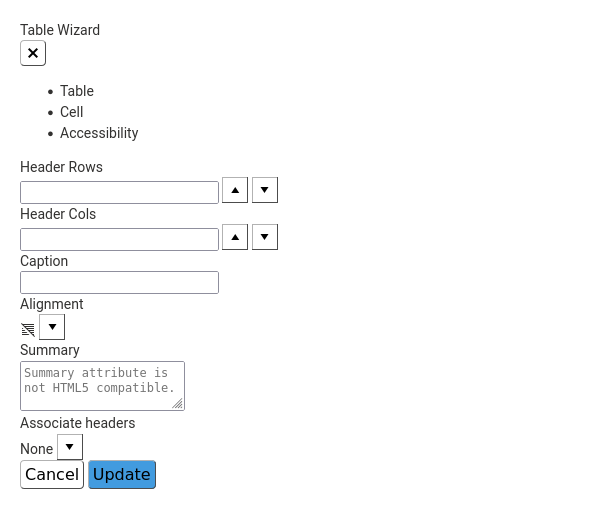 Table Wizard
Table
Cell
Accessibility
Header Rows
Header Cols
Caption
Alignment
Summary
Summary attribute is
not HTML5 compatible.
Associate headers
None
Cancel Update